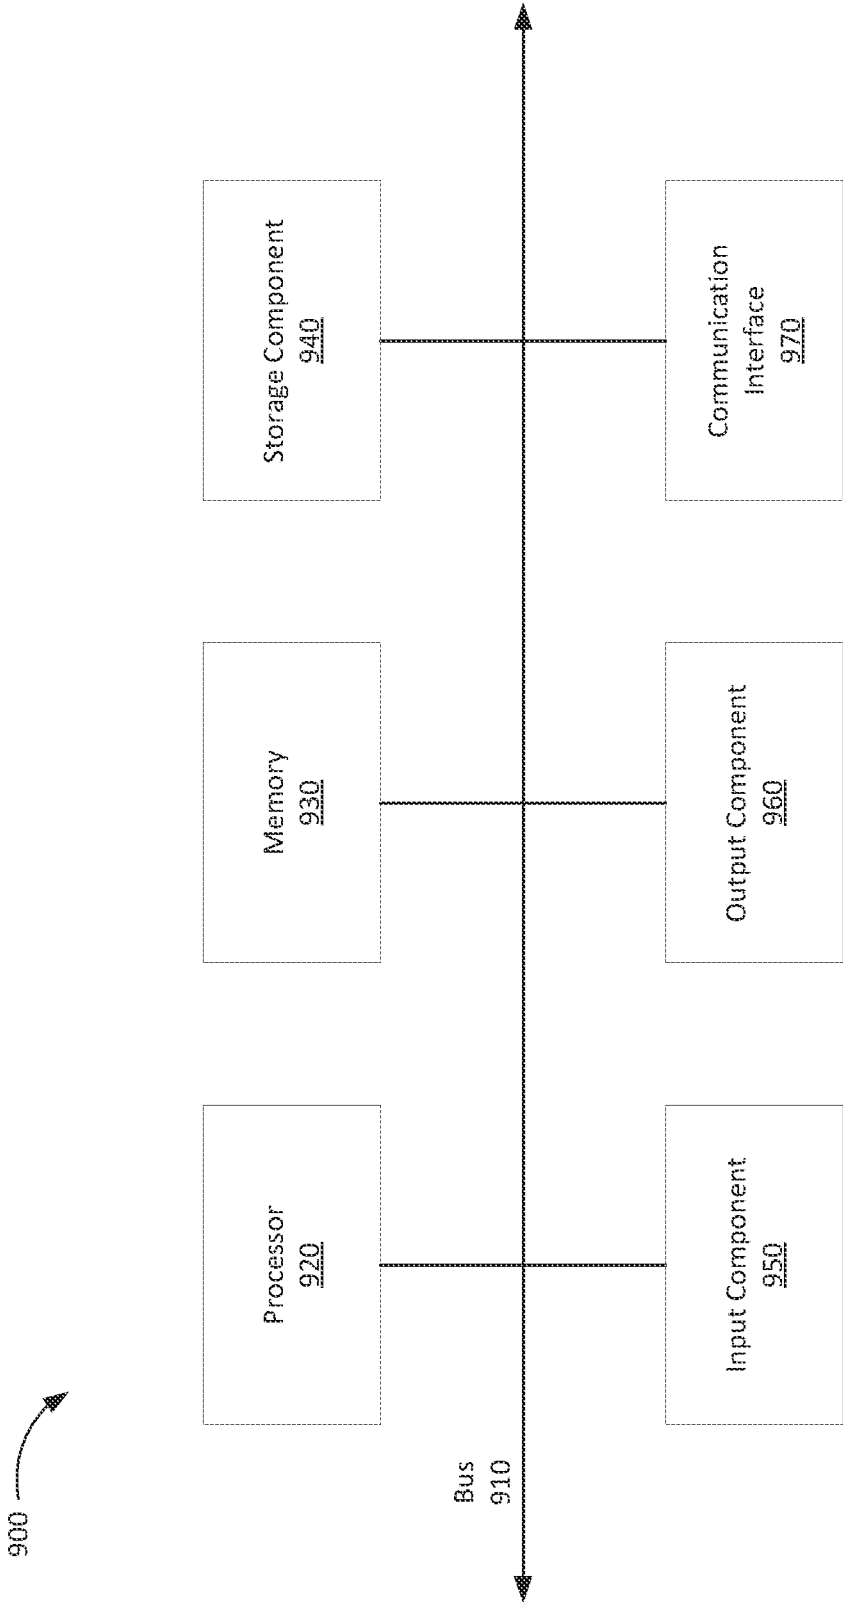 900
Processor
920
Memory
930
Storage Component
940
Bus
910
Input Component
950
Output Component
960
Communication
Interface
970